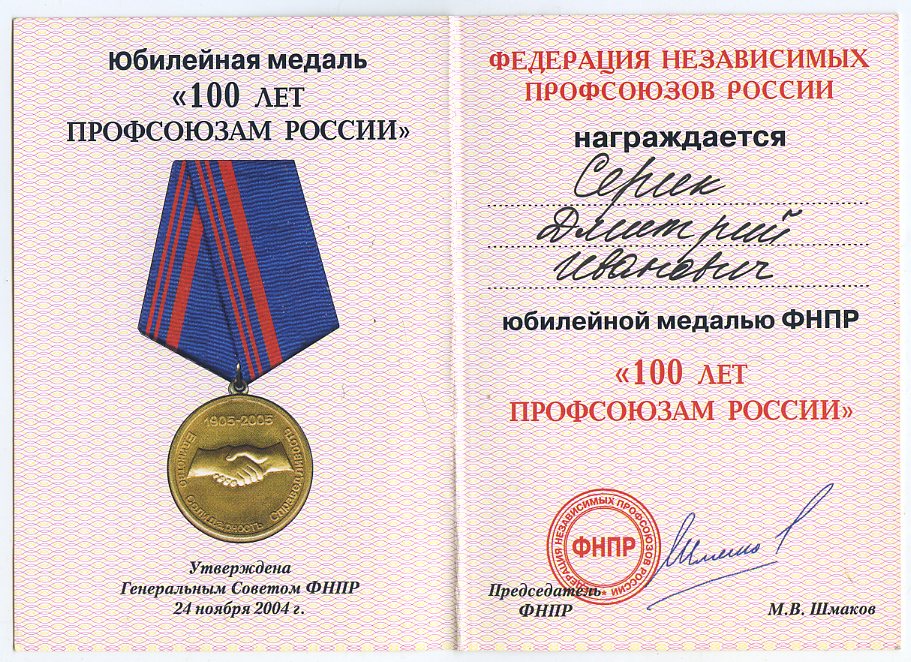 Юбилейная медаль
«100 ЛЕТ
ПРОФСОЮЗАМ РОССИИ»
1905-2005
Единство Солидарность Справедливость
Утверждена
Генеральным Советом ФНПР
24 ноября 2004 г.
ФЕДЕРАЦИЯ НЕЗАВИСИМЫХ
ПРОФСОЮЗОВ РОССИИ
награждается
Серик
Дмитрий
Иванович
юбилейной медалью ФНПР
«100 ЛЕТ
ПРОФСОЮЗАМ РОССИИ»
ФЕДЕРАЦИЯ НЕЗАВИСИМЫХ ПРОФСОЮЗОВ РОССИИ
ФНПР
Председатель
ФНПР
М.В. Шмаков